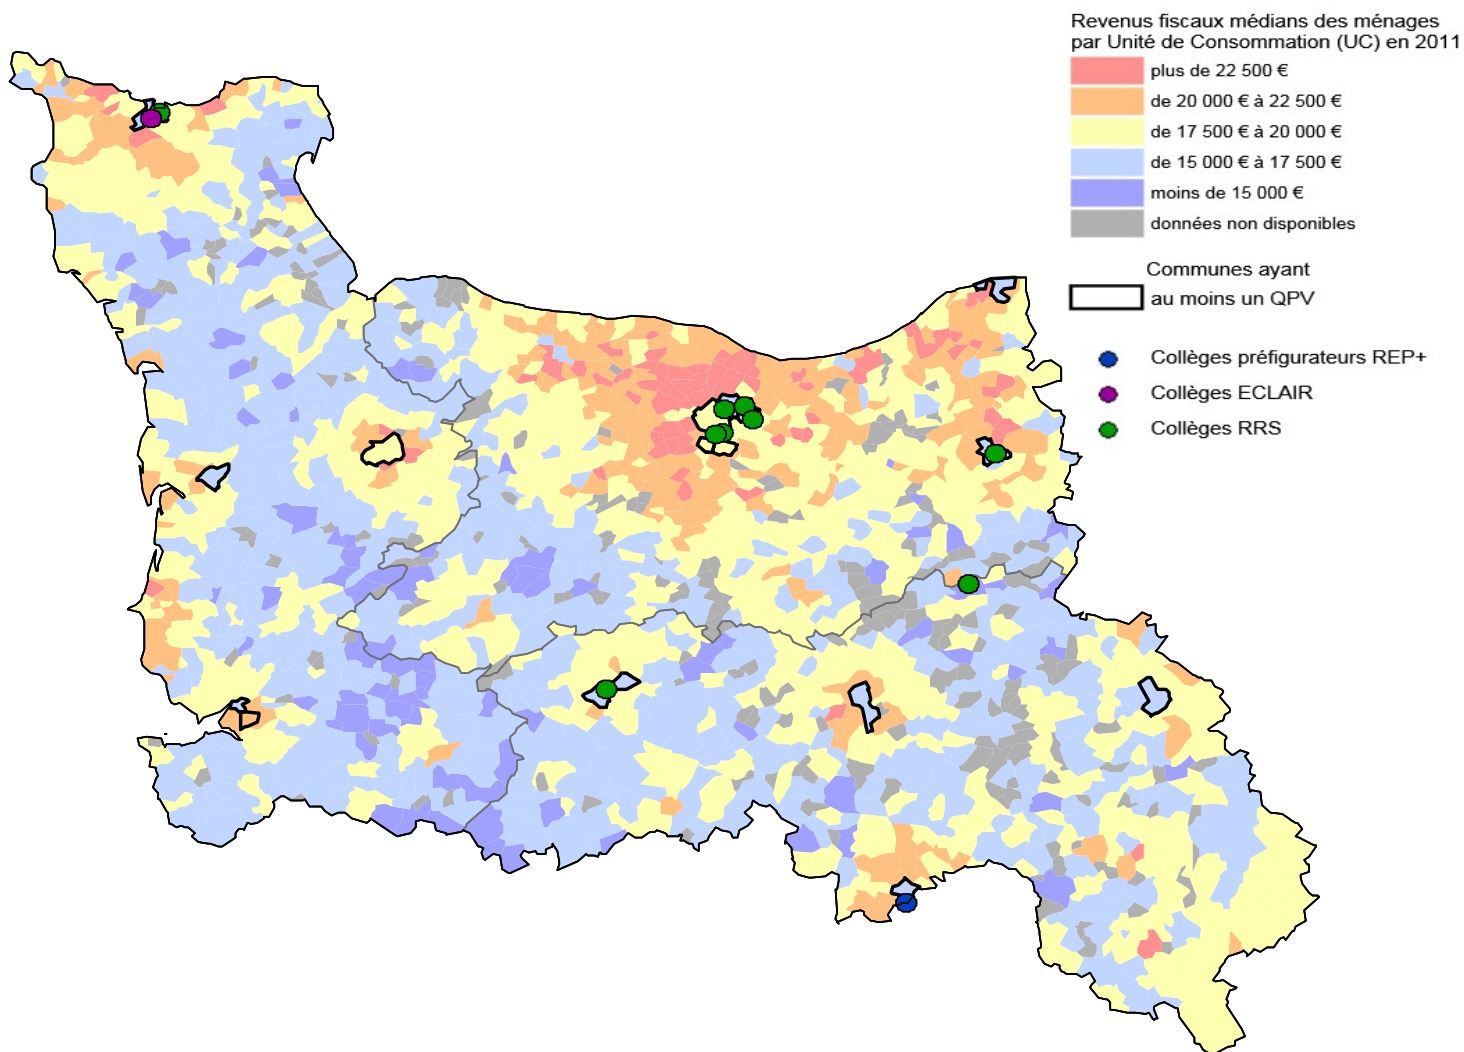 Revenus fiscaux médians des ménages
par Unité de Consommation (UC) en 2011
plus de 22 500 €
de 20 000 € à 22 500 €
de 17 500 € à 20 000 €
de 15 000 € à 17 500 €
moins de 15 000 €
données non disponibles
Communes ayant
au moins un QPV
Collèges préfigurateurs REP+
Collèges ECLAIR
Collèges RRS